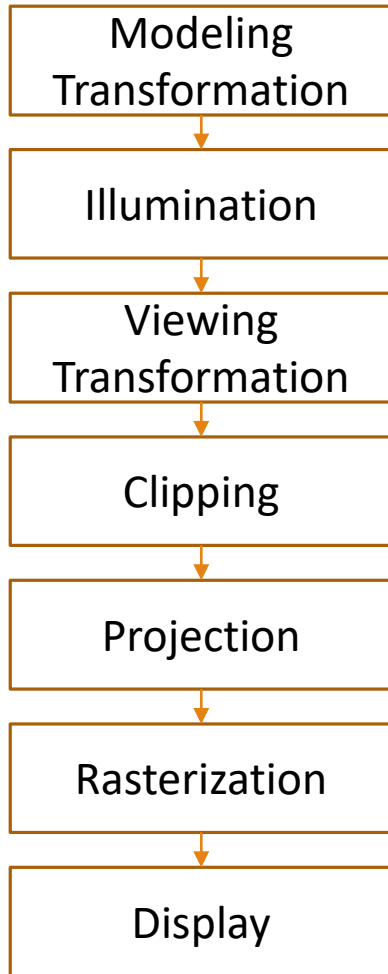 Modeling
Transformation
Illumination
Viewing
Transformation
Clipping
Projection
Rasterization
Display